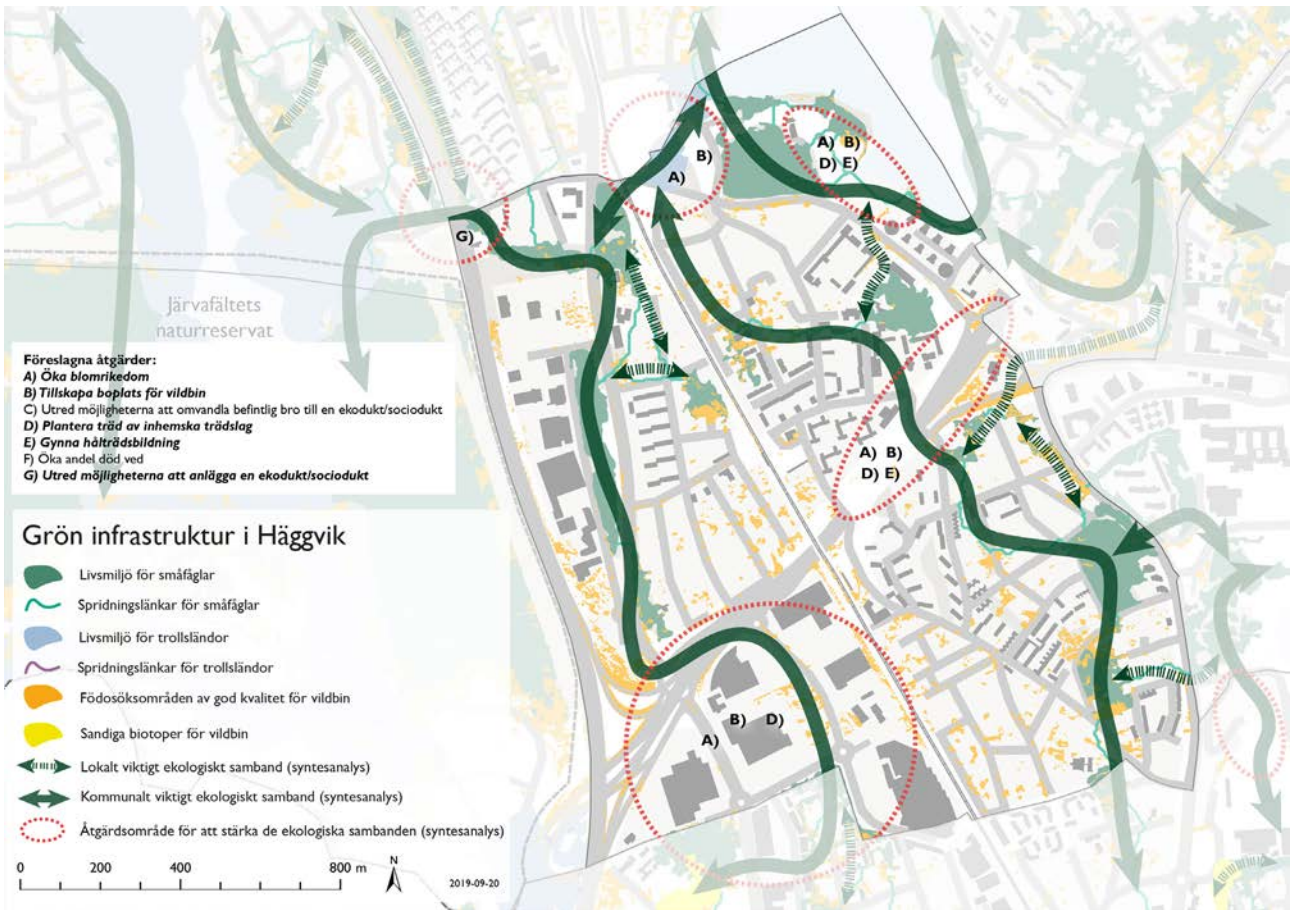 A) B)
D) E)
B)
A)
G)
Järvafältets
naturreservat
Föreslagna åtgärder:
A) Öka blomrikedom
B) Tillskapa boplats för vildbin
C) Utred möjligheterna att omvandla befintlig bro till en ekodukt/sociodukt
D) Plantera träd av inhemska trädslag
E) Gynna hålträdsbildning
F) Öka andel död ved
G) Utred möjligheterna att anlägga en ekodukt/sociodukt
A) B)
D) E)
Grön infrastruktur i Häggvik
Livsmiljö för småfåglar
Spridningslänkar för småfåglar
Livsmiljö för trollsländor
Spridningslänkar för trollsländor
Födosöksområden av god kvalitet för vildbin
Sandiga biotoper för vildbin
Lokalt viktigt ekologiskt samband (syntesanalys)
Kommunalt viktigt ekologiskt samband (syntesanalys)
Åtgärdsområde för att stärka de ekologiska sambanden (syntesanalys)
B) D)
A)
0 200 400 800 m
N
2019-09-20